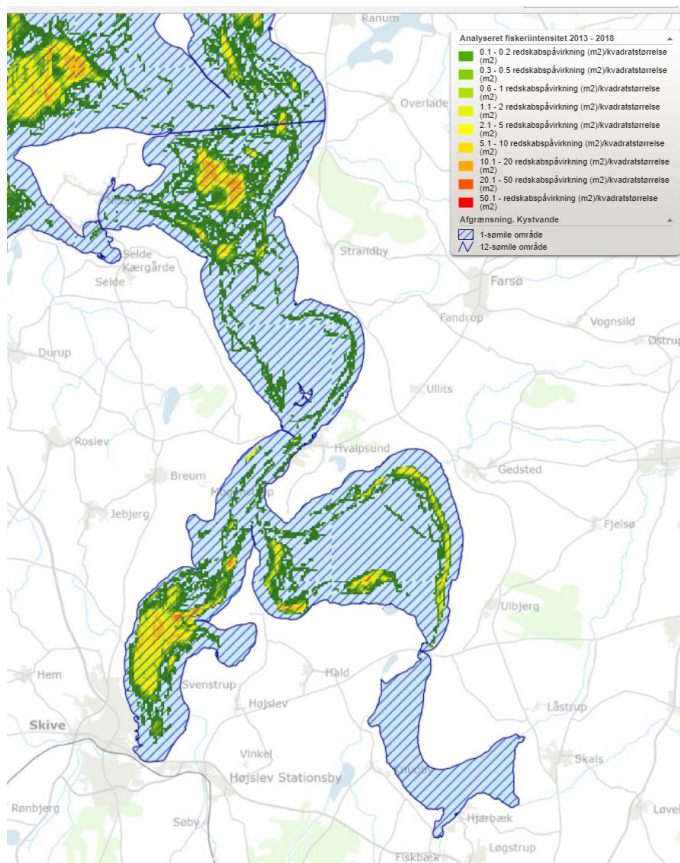 Ranum
Analyseret fiskeriintensitet 2013 - 2018
0.1 - 0.2 redskabspåvirkning (m2)/kvadratstørrelse
(m2)
0.3 - 0.5 redskabspåvirkning (m2)/kvadratstørrelse
(m2)
0.6 - 1 redskabspåvirkning (m2)/kvadratstørrelse
(m2)
1.1 - 2 redskabspåvirkning (m2)/kvadratstørrelse
(m2)
2.1 - 5 redskabspåvirkning (m2)/kvadratstørrelse
(m2)
5.1 - 10 redskabspåvirkning (m2)/kvadratstørrelse
(m2)
10.1 - 20 redskabspåvirkning (m2)/kvadratstørrelse
(m2)
20.1 - 50 redskabspåvirkning (m2)/kvadratstørrelse
(m2)
50.1 - redskabspåvirkning (m2)/kvadratstørrelse
(m2)
Afgrænsning. Kystvande
1-sømile område
12-sømile område
Overlade
Strandby
Selde
Kærgårde
Selde
Farsø
Fandrup
Vognsild
Østrup
Durup
Ullits
Roslev
Hvalpsund
Gedsted
Breum
Jebjerg
Fjelsø
Ulbjerg
Hem
Svenstrup
Hald
Højslev
Låstrup
Skive
Vinkel
Skals
Højslev Stationsby
Rønbjerg
Søby
Hjarbæk
Løvel
Løgstrup
Fiskbæk